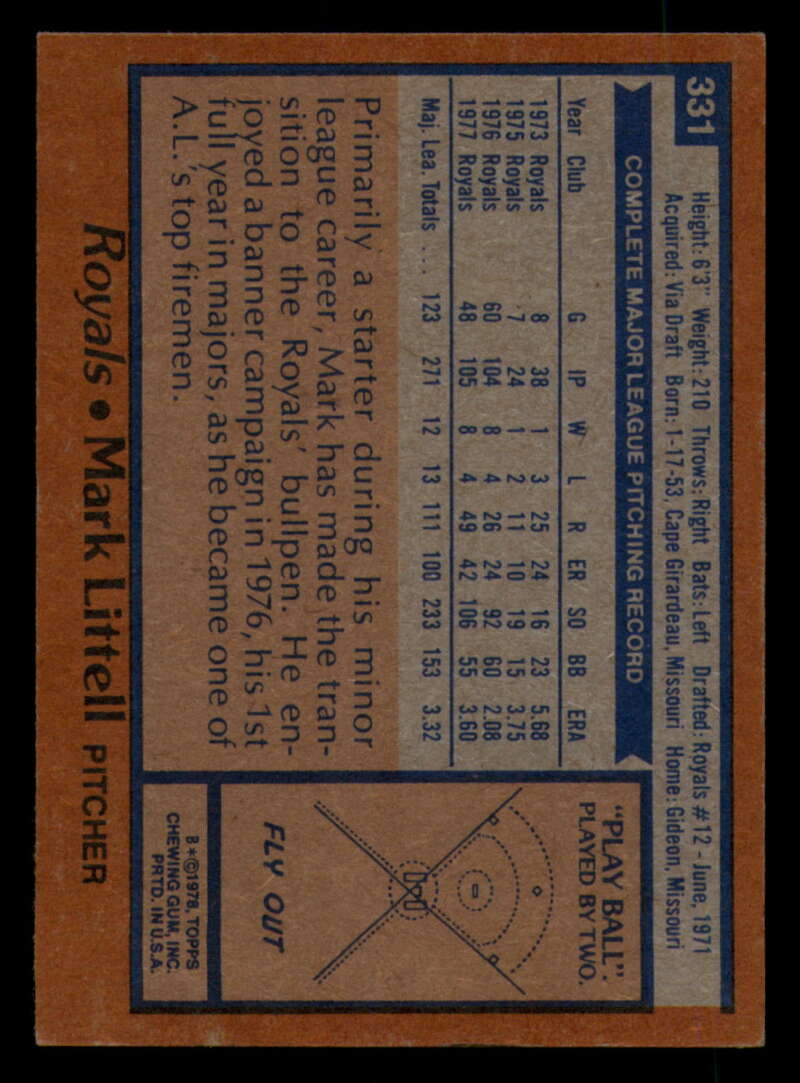 331
Height: 6'3" Weight: 210 Throws: Right Bats: Left Drafted: Royals #12 - June, 1971
Acquired: Via Draft Born: 1-17-53, Cape Girardeau, Missouri Home: Gideon, Missouri
COMPLETE MAJOR LEAGUE PITCHING RECORD
Year Club G IP W L R ER SO BB ERA
1973 Royals 8 38 1 3 25 24 16 23 5.68
1975 Royals 7 24 1 2 11 10 19 15 3.75
1976 Royals 60 104 8 4 26 24 92 60 2.08
1977 Royals 48 105 8 4 49 42 106 55 3.60
Maj. Lea. Totals ... 123 271 12 13 111 100 233 153 3.32
Primarily a starter during his minor
league career, Mark has made the tran-
sition to the Royals' bullpen. He en-
joyed a banner campaign in 1976, his 1st
full year in majors, as he became one of
A.L.'s top firemen.
"PLAY BALL":
PLAYED BY TWO.
FLY OUT
B*©1978, TOPPS
CHEWING GUM, INC.
PRTD. IN U.S.A.
Royals • Mark Littell PITCHER